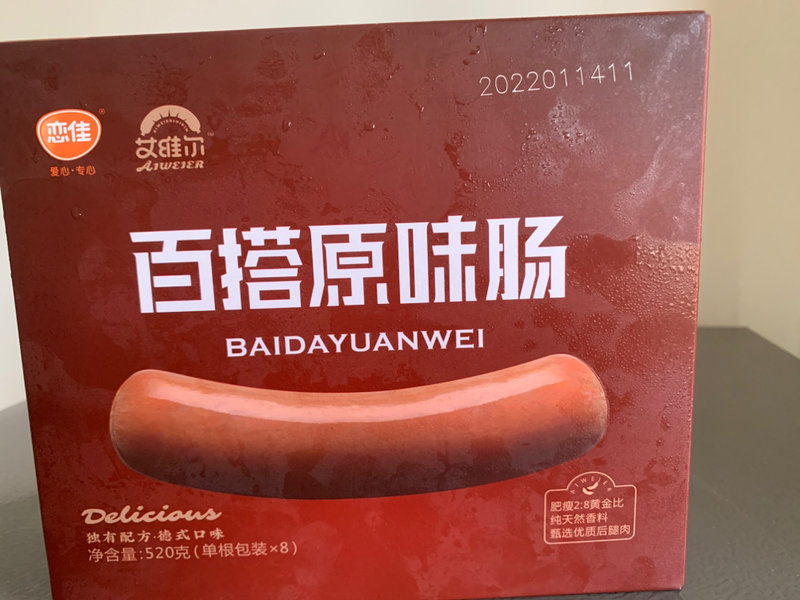 2022011411
恋佳
®
爱心·专心
AIWEIERWEIXIN
艾维尔
AIWEIER
百搭原味肠
BAIDAYUANWEI
Delicious
独有配方·德式口味
净含量:520克(单根包装×8)
AIWEIER
肥瘦2:8黄金比
纯天然香料
甄选优质后腿肉